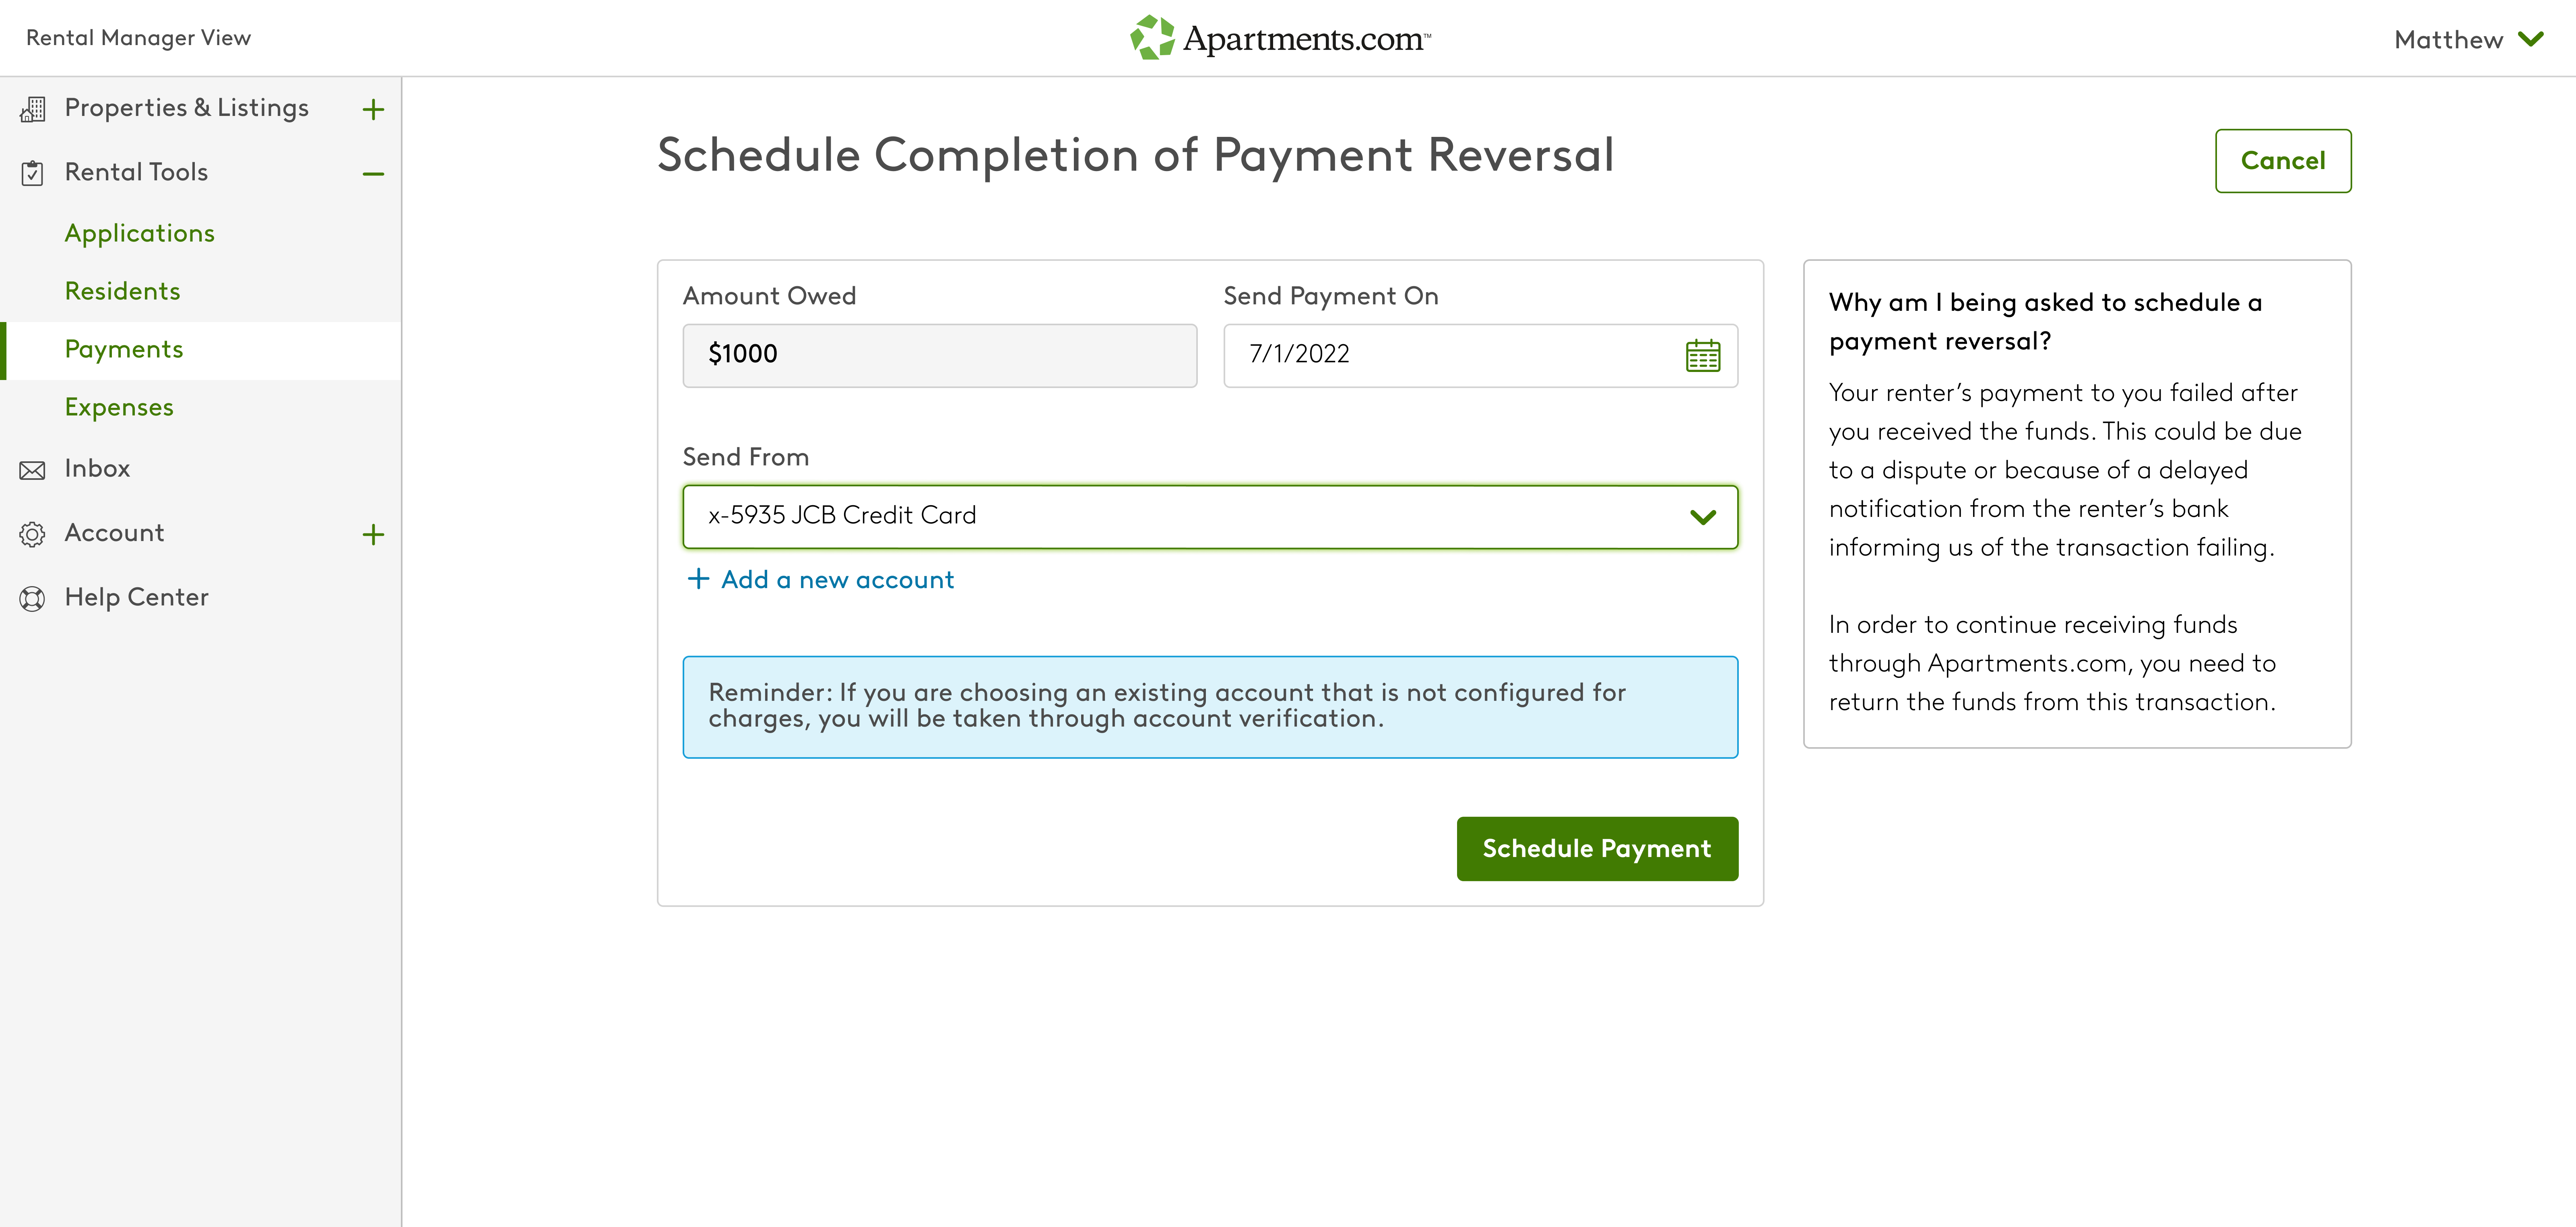 Rental Manager View
Apartments.com™
Matthew
Properties & Listings
Rental Tools
Applications
Residents
Payments
Expenses
Inbox
Account
Help Center
Schedule Completion of Payment Reversal
Cancel
Amount Owed
$1000
Send Payment On
7/1/2022
Send From
x-5935 JCB Credit Card
+ Add a new account
Reminder: If you are choosing an existing account that is not configured for
charges, you will be taken through account verification.
Schedule Payment
Why am I being asked to schedule a
payment reversal?
Your renter’s payment to you failed after
you received the funds. This could be due
to a dispute or because of a delayed
notification from the renter’s bank
informing us of the transaction failing.
In order to continue receiving funds
through Apartments.com, you need to
return the funds from this transaction.